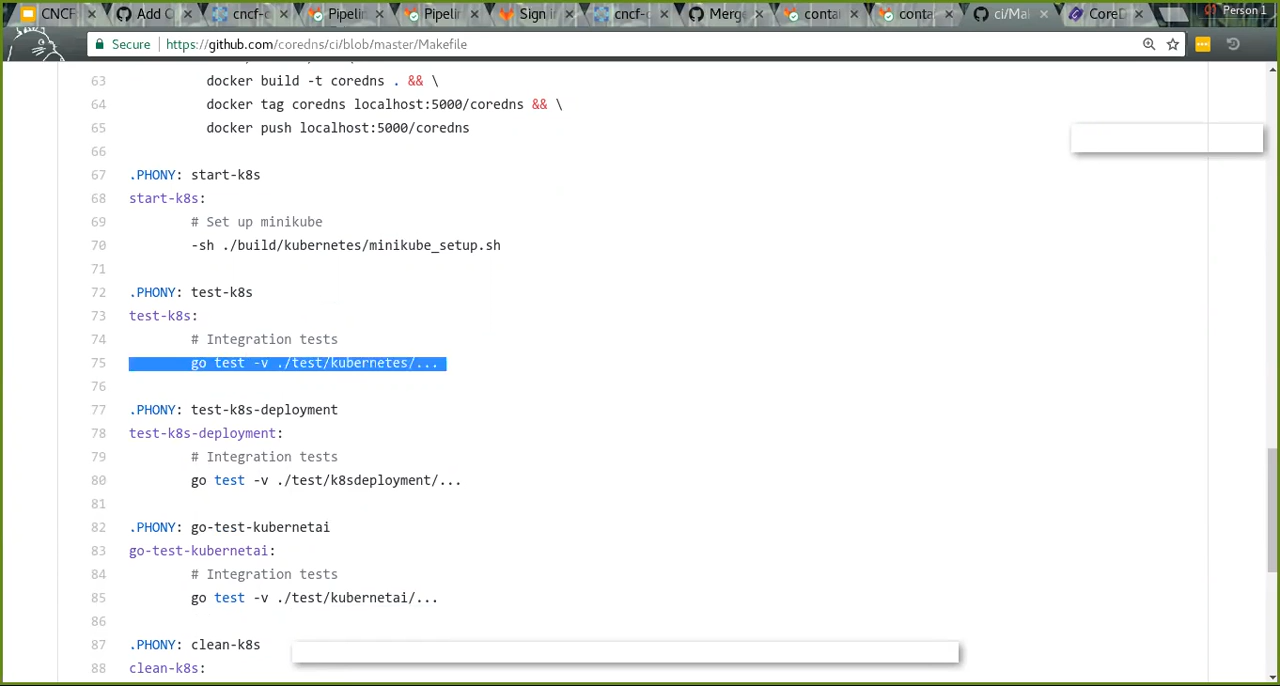 CNCF
Add C
cncf-c
Pipelin
Pipelin
Sign in
cncf-c
Merge
contai
conta
ci/Ma
CoreD
Person 1
Secure https://github.com/coredns/ci/blob/master/Makefile
63 docker build -t coredns . && \
64 docker tag coredns localhost:5000/coredns && \
65 docker push localhost:5000/coredns
66
67 .PHONY: start-k8s
68 start-k8s:
69 # Set up minikube
70 -sh ./build/kubernetes/minikube_setup.sh
71
72 .PHONY: test-k8s
73 test-k8s:
74 # Integration tests
75 go test -v ./test/kubernetes/...
76
77 .PHONY: test-k8s-deployment
78 test-k8s-deployment:
79 # Integration tests
80 go test -v ./test/k8sdeployment/...
81
82 .PHONY: go-test-kubernetai
83 go-test-kubernetai:
84 # Integration tests
85 go test -v ./test/kubernetai/...
86
87 .PHONY: clean-k8s
88 clean-k8s: